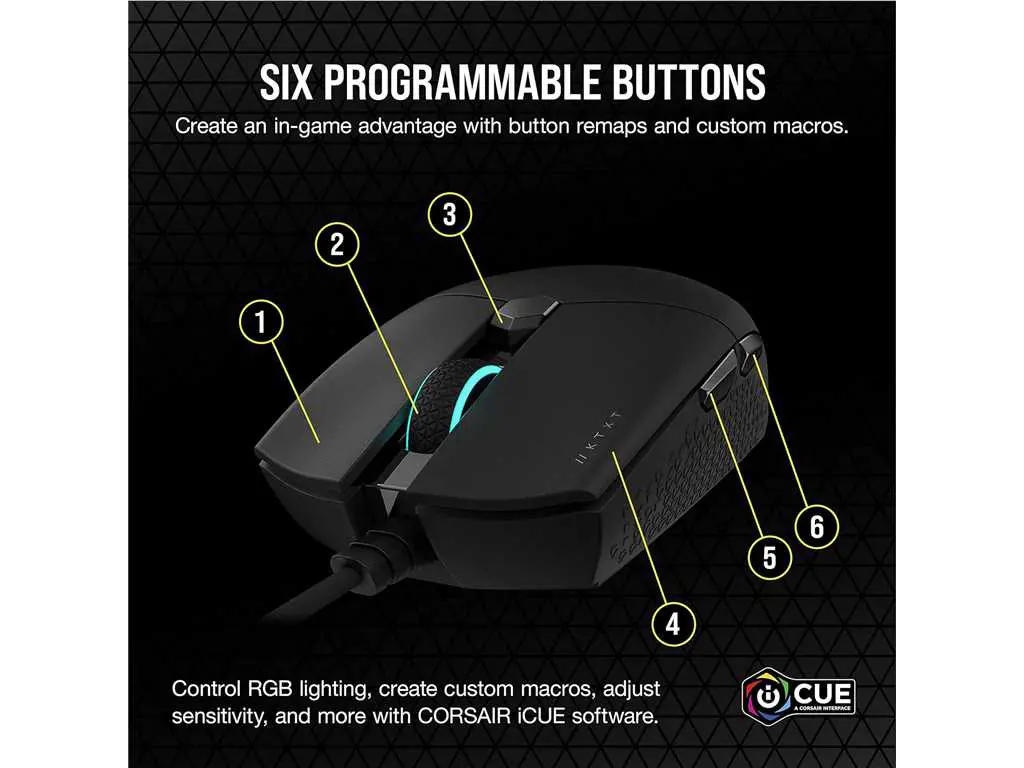 SIX PROGRAMMABLE BUTTONS
Create an in-game advantage with button remaps and custom macros.
3
2
1
KTXT
6
5
4
Control RGB lighting, create custom macros, adjust
sensitivity, and more with CORSAIR iCUE software.
iCUE
A CORSAIR INTERFACE